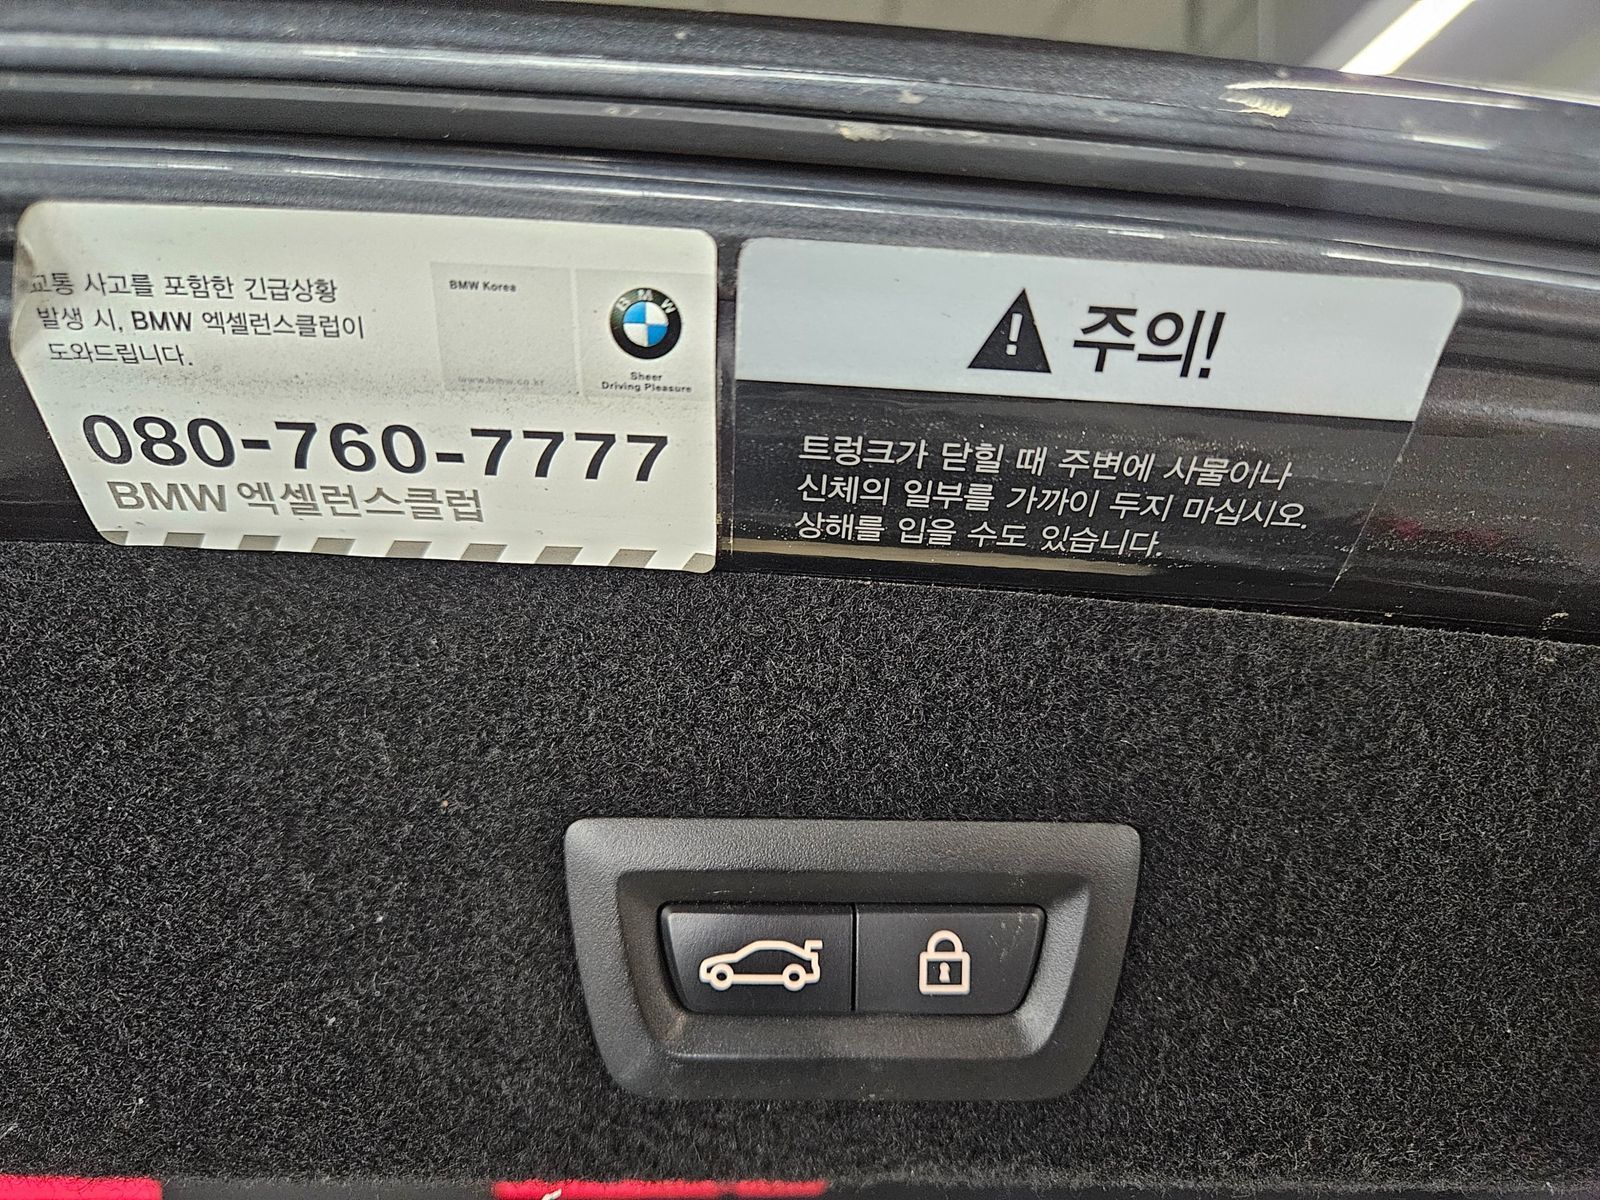 교통 사고를 포함한 긴급상황
발생 시, BMW 엑셀런스클럽이
도와드립니다.
BMW Korea
www.bmw.co.kr
BMW
Sheer
Driving Pleasure
080-760-7777
BMW 엑셀런스클럽
주의!
트렁크가 닫힐 때 주변에 사물이나
신체의 일부를 가까이 두지 마십시오.
상해를 입을 수도 있습니다.